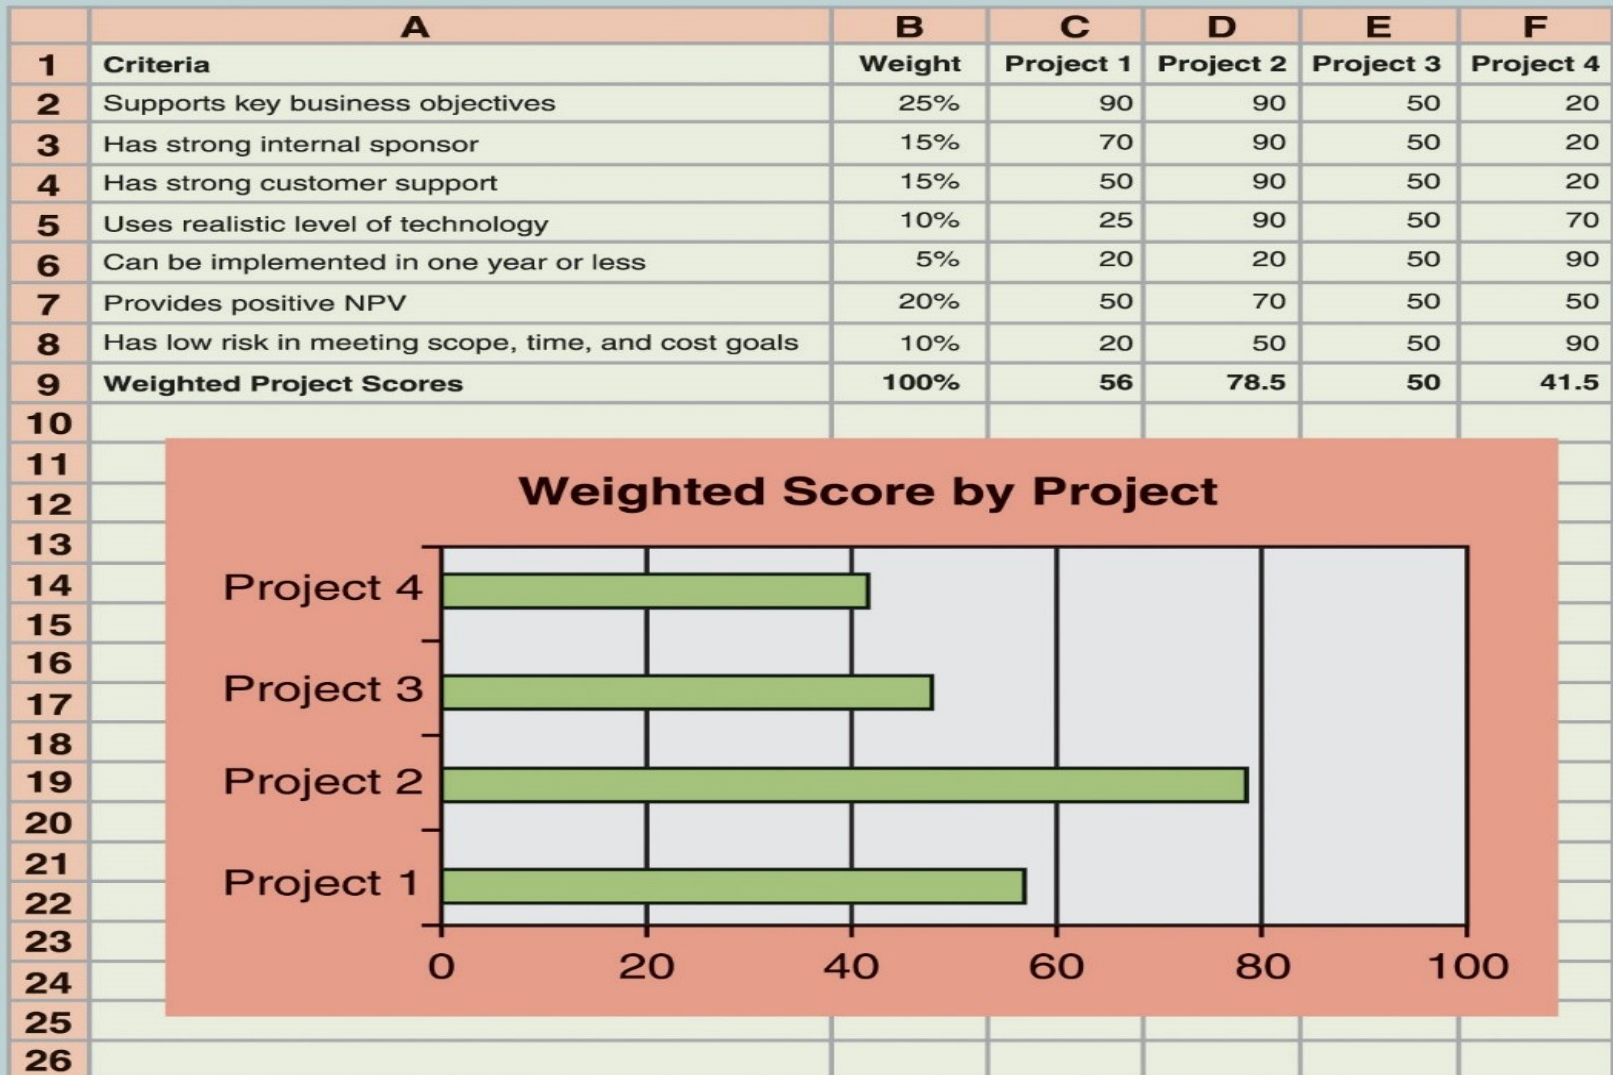 A B C D E F
1 Criteria Weight Project 1 Project 2 Project 3 Project 4
2 Supports key business objectives 25% 90 90 50 20
3 Has strong internal sponsor 15% 70 90 50 20
4 Has strong customer support 15% 50 90 50 20
5 Uses realistic level of technology 10% 25 90 50 70
6 Can be implemented in one year or less 5% 20 20 50 90
7 Provides positive NPV 20% 50 70 50 50
8 Has low risk in meeting scope, time, and cost goals 10% 20 50 50 90
9 Weighted Project Scores 100% 56 78.5 50 41.5
10
11
12 Weighted Score by Project
13
14 Project 4
15
16
17 Project 3
18
19 Project 2
20
21
22 Project 1
23
24 0 20 40 60 80 100
25
26